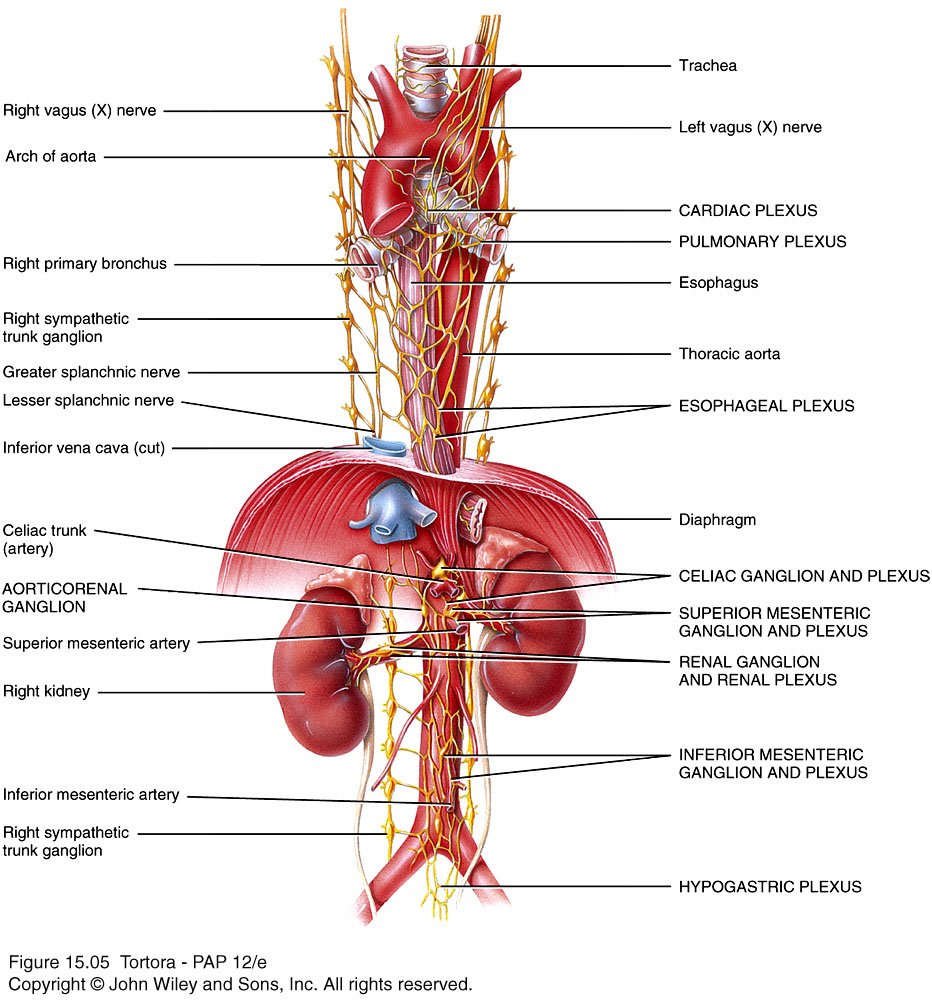 Trachea
Right vagus (X) nerve
Left vagus (X) nerve
Arch of aorta
CARDIAC PLEXUS
PULMONARY PLEXUS
Right primary bronchus
Esophagus
Right sympathetic
trunk ganglion
Thoracic aorta
Greater splanchnic nerve
Lesser splanchnic nerve
ESOPHAGEAL PLEXUS
Inferior vena cava (cut)
Diaphragm
Celiac trunk
(artery)
CELIAC GANGLION AND PLEXUS
AORTICORENAL
GANGLION
SUPERIOR MESENTERIC
GANGLION AND PLEXUS
Superior mesenteric artery
RENAL GANGLION
AND RENAL PLEXUS
Right kidney
INFERIOR MESENTERIC
GANGLION AND PLEXUS
Inferior mesenteric artery
Right sympathetic
trunk ganglion
HYPOGASTRIC PLEXUS
Figure 15.05  Tortora - PAP 12/e
Copyright © John Wiley and Sons, Inc. All rights reserved.